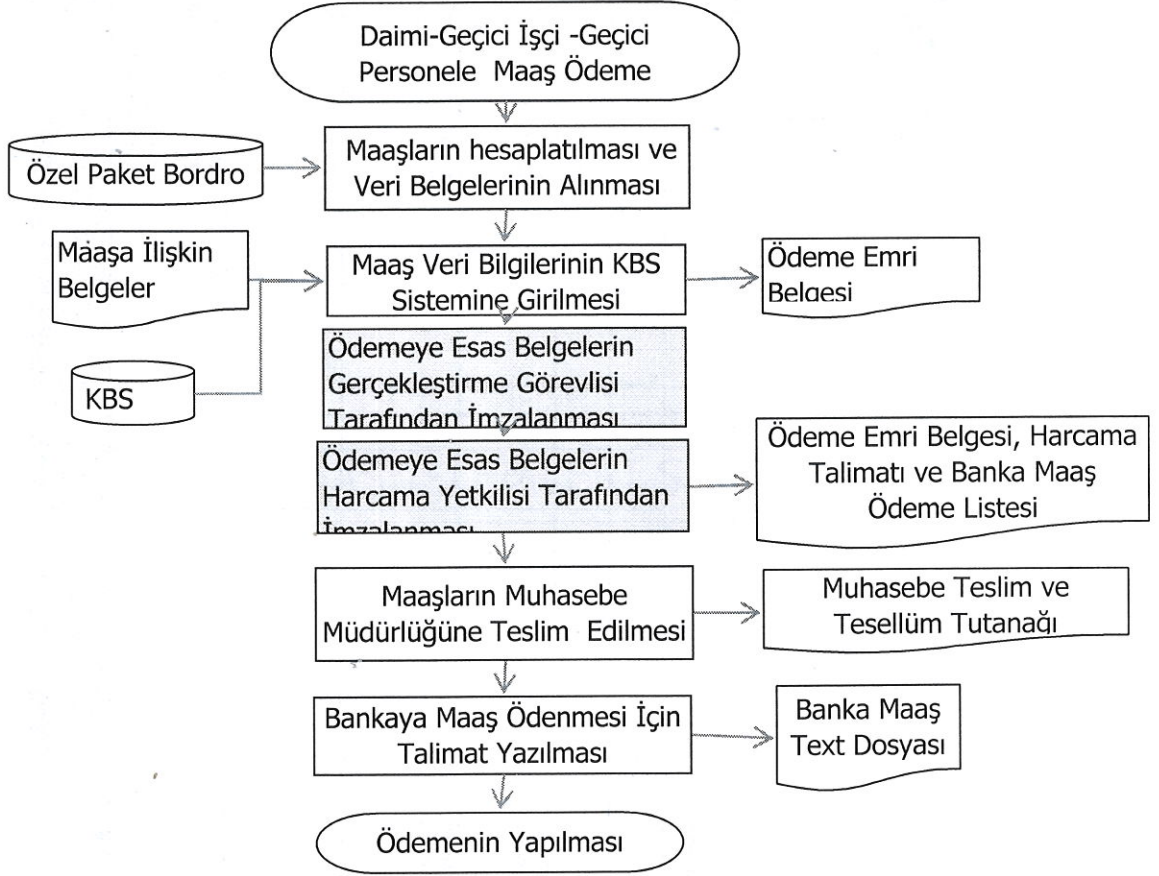 Daimi-Geçici İşçi -Geçici
Personele Maaş Ödeme
Özel Paket Bordro
Maaşların hesaplatılması ve
Veri Belgelerinin Alınması
Maaşa İlişkin
Belgeler
KBS
Maaş Veri Bilgilerinin KBS
Sistemine Girilmesi
Ödeme Emri
Belgesi
Ödemeye Esas Belgelerin
Gerçekleştirme Görevlisi
Tarafından İmzalanması
Ödemeye Esas Belgelerin
Harcama Yetkilisi Tarafından
İmzalanması
Ödeme Emri Belgesi, Harcama
Talimatı ve Banka Maaş
Ödeme Listesi
Maaşların Muhasebe
Müdürlüğüne Teslim Edilmesi
Muhasebe Teslim ve
Tesellüm Tutanağı
Bankaya Maaş Ödenmesi İçin
Talimat Yazılması
Banka Maaş
Text Dosyası
Ödemenin Yapılması